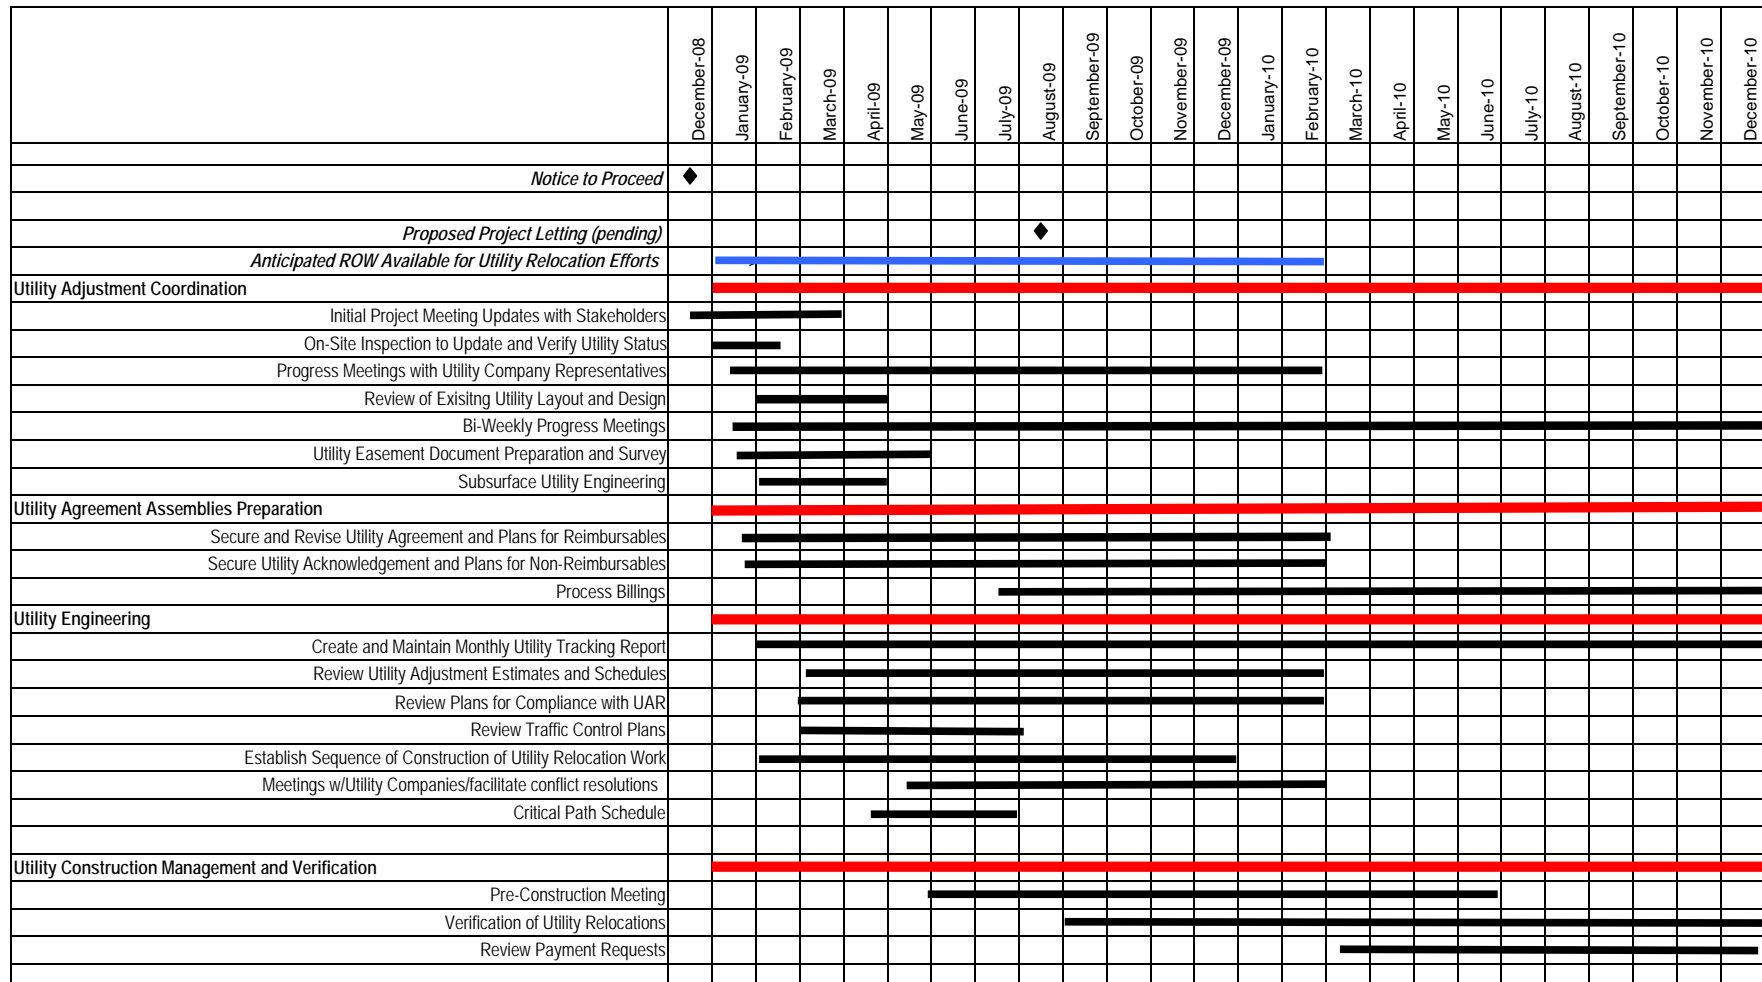 December-08
January-09
February-09
March-09
April-09
May-09
June-09
July-09
August-09
September-09
October-09
November-09
December-09
January-10
February-10
March-10
April-10
May-10
June-10
July-10
August-10
September-10
October-10
November-10
December-10
Notice to Proceed
Proposed Project Letting (pending)
Anticipated ROW Available for Utility Relocation Efforts
Utility Adjustment Coordination
Initial Project Meeting Updates with Stakeholders
On-Site Inspection to Update and Verify Utility Status
Progress Meetings with Utility Company Representatives
Review of Exisitng Utility Layout and Design
Bi-Weekly Progress Meetings
Utility Easement Document Preparation and Survey
Subsurface Utility Engineering
Utility Agreement Assemblies Preparation
Secure and Revise Utility Agreement and Plans for Reimbursables
Secure Utility Acknowledgement and Plans for Non-Reimbursables
Process Billings
Utility Engineering
Create and Maintain Monthly Utility Tracking Report
Review Utility Adjustment Estimates and Schedules
Review Plans for Compliance with UAR
Review Traffic Control Plans
Establish Sequence of Construction of Utility Relocation Work
Meetings w/Utility Companies/facilitate conflict resolutions
Critical Path Schedule
Utility Construction Management and Verification
Pre-Construction Meeting
Verification of Utility Relocations
Review Payment Requests